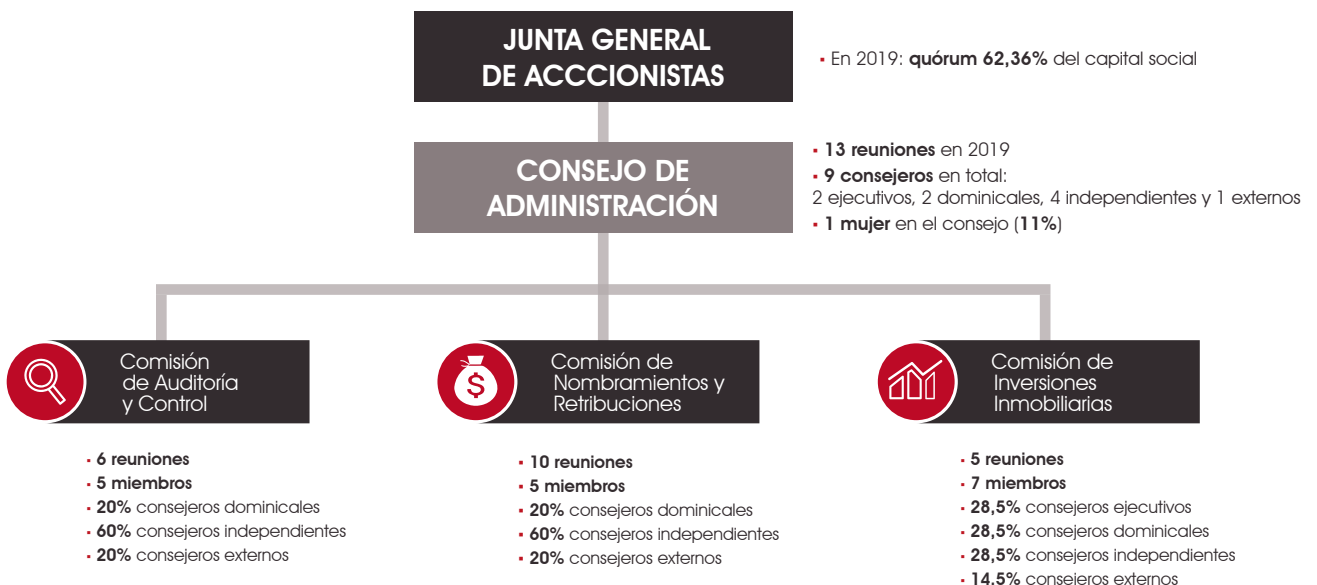 JUNTA GENERAL
DE ACCCIONISTAS
▪ En 2019: quórum 62,36% del capital social
CONSEJO DE
ADMINISTRACIÓN
▪ 13 reuniones en 2019
▪ 9 consejeros en total:
2 ejecutivos, 2 dominicales, 4 independientes y 1 externos
▪ 1 mujer en el consejo (11%)
Comisión
de Auditoría
y Control
▪ 6 reuniones
▪ 5 miembros
▪ 20% consejeros dominicales
▪ 60% consejeros independientes
▪ 20% consejeros externos
$
Comisión de
Nombramientos y
Retribuciones
▪ 10 reuniones
▪ 5 miembros
▪ 20% consejeros dominicales
▪ 60% consejeros independientes
▪ 20% consejeros externos
Comisión de
Inversiones
Inmobiliarias
▪ 5 reuniones
▪ 7 miembros
▪ 28,5% consejeros ejecutivos
▪ 28,5% consejeros dominicales
▪ 28,5% consejeros independientes
▪ 14,5% consejeros externos